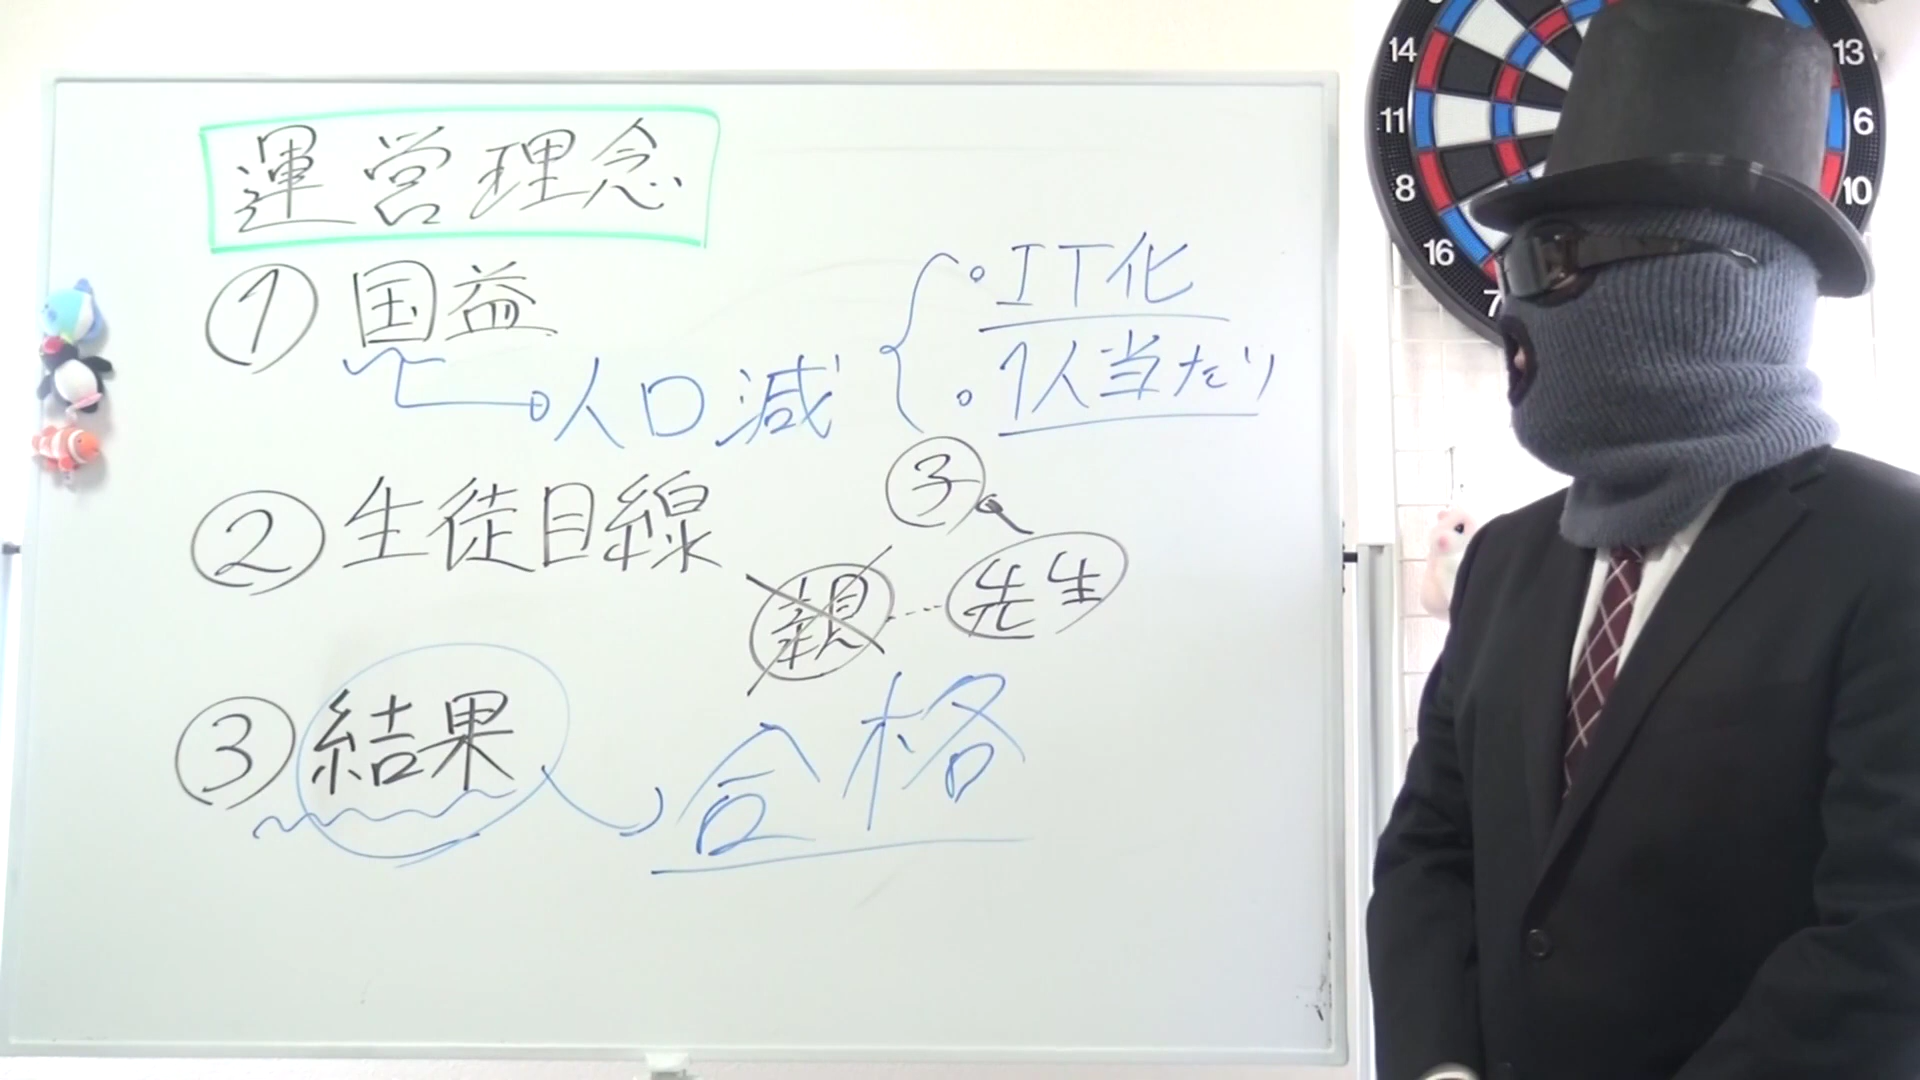 運営理念
① 国益
人口減
・IT化
・1人当たり
② 生徒目線
③
親…先生
③ 結果
合格
14
11
8
16
7
13
6
10